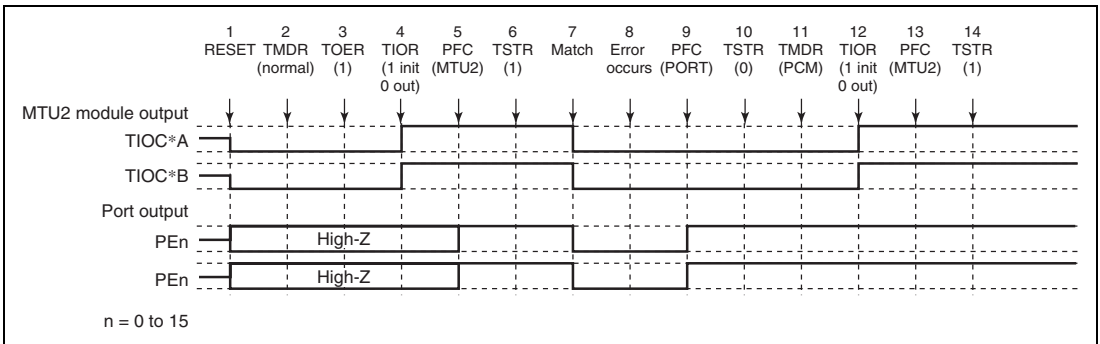 1 2 3 4 5 6 7 8 9 10 11 12 13 14
RESET TMDR TOER TIOR PFC TSTR Match Error PFC TSTR TMDR TIOR PFC TSTR
(normal) (1) (1 init (MTU2) (1) occurs (PORT) (0) (PCM) (1 init (MTU2) (1)
0 out) 0 out)
MTU2 module output
TIOC*A
TIOC*B
Port output
PEn High-Z
PEn High-Z
n = 0 to 15